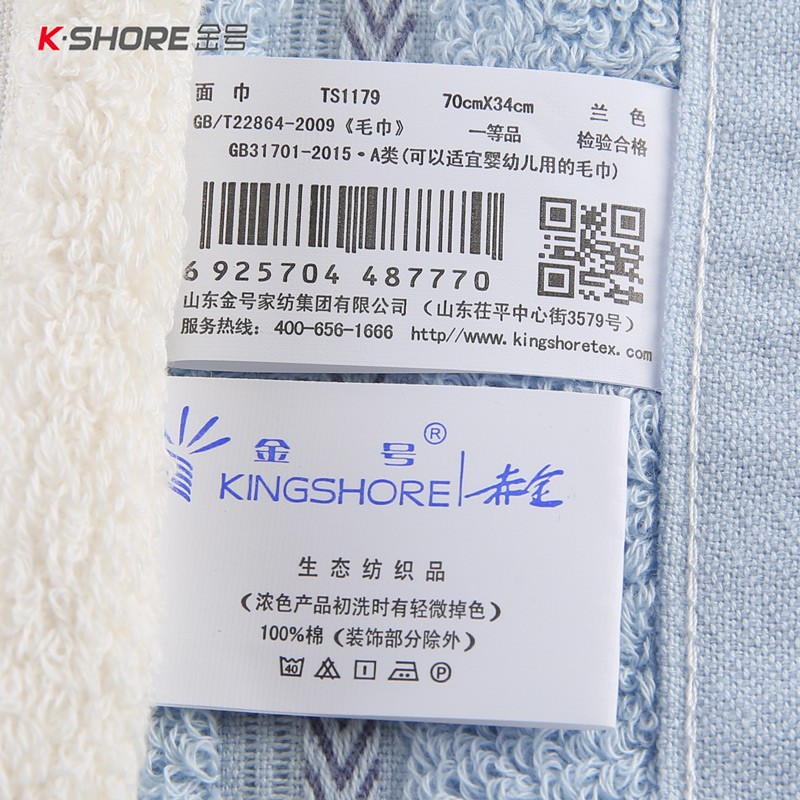 K·SHORE金号
面巾 TS1179 70cmX34cm 兰色
GB/T22864-2009《毛巾》 一等品 检验合格
GB31701-2015·A类(可以适宜婴幼儿用的毛巾)
6 925704 487770
山东金号家纺集团有限公司 (山东茌平中心街3579号)
服务热线: 400-656-1666 http//www.kingshoretex.com
金号®
KINGSHORE 赤金
生态纺织品
(浓色产品初洗时有轻微掉色)
100%棉 (装饰部分除外)
40 P